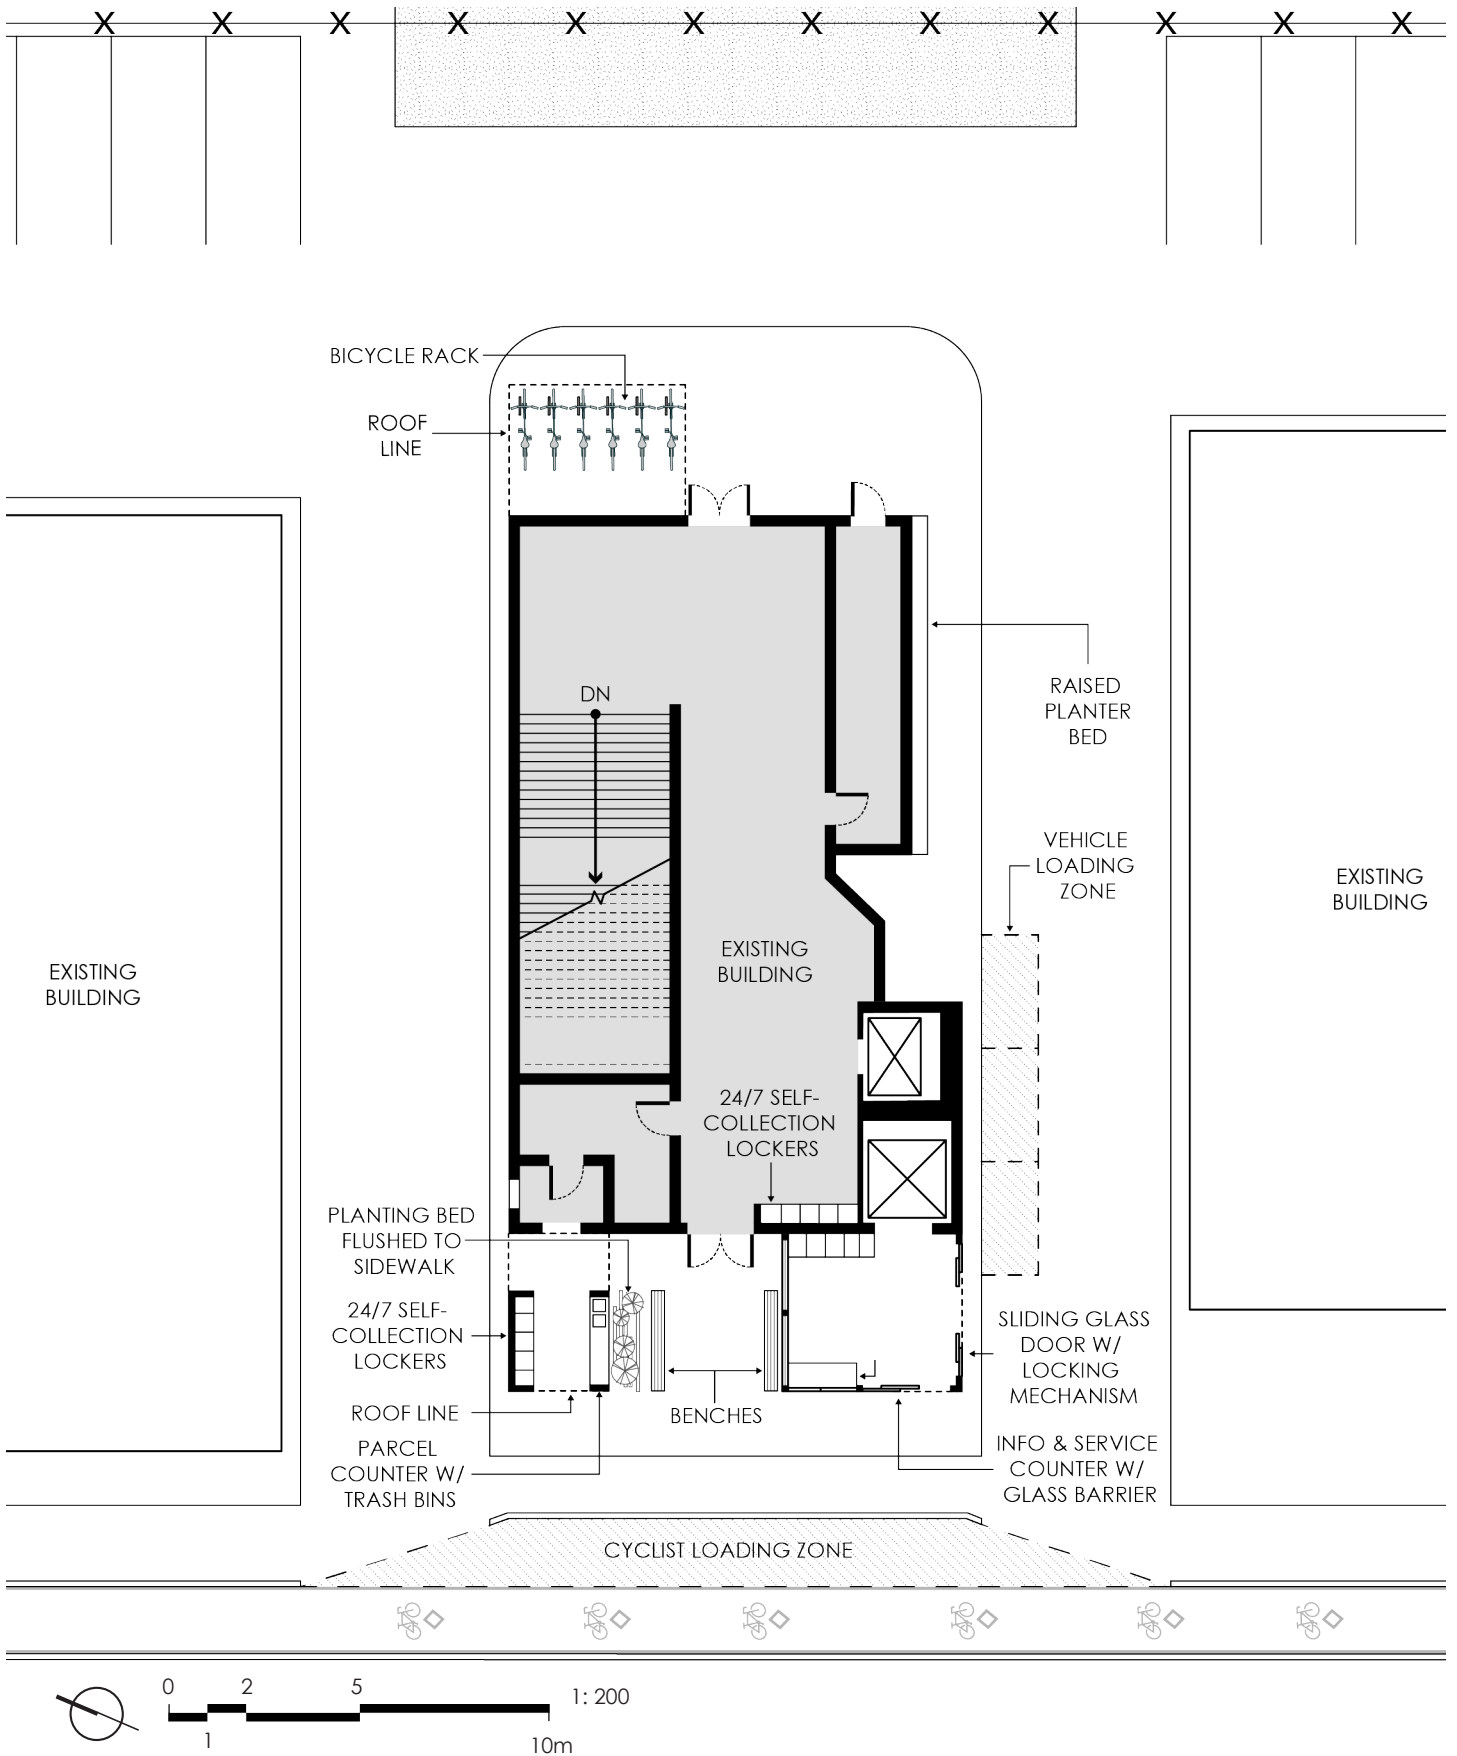 X X X X X X X X X X X X
BICYCLE RACK
ROOF
LINE
RAISED
PLANTER
BED
DN
VEHICLE
LOADING
ZONE
EXISTING
BUILDING
EXISTING
BUILDING
EXISTING
BUILDING
24/7 SELF-
COLLECTION
LOCKERS
PLANTING BED
FLUSHED TO
SIDEWALK
24/7 SELF-
COLLECTION
LOCKERS
SLIDING GLASS
DOOR W/
LOCKING
MECHANISM
ROOF LINE
BENCHES
PARCEL
COUNTER W/
TRASH BINS
INFO & SERVICE
COUNTER W/
GLASS BARRIER
CYCLIST LOADING ZONE
0 2 5
1: 200
1 10m